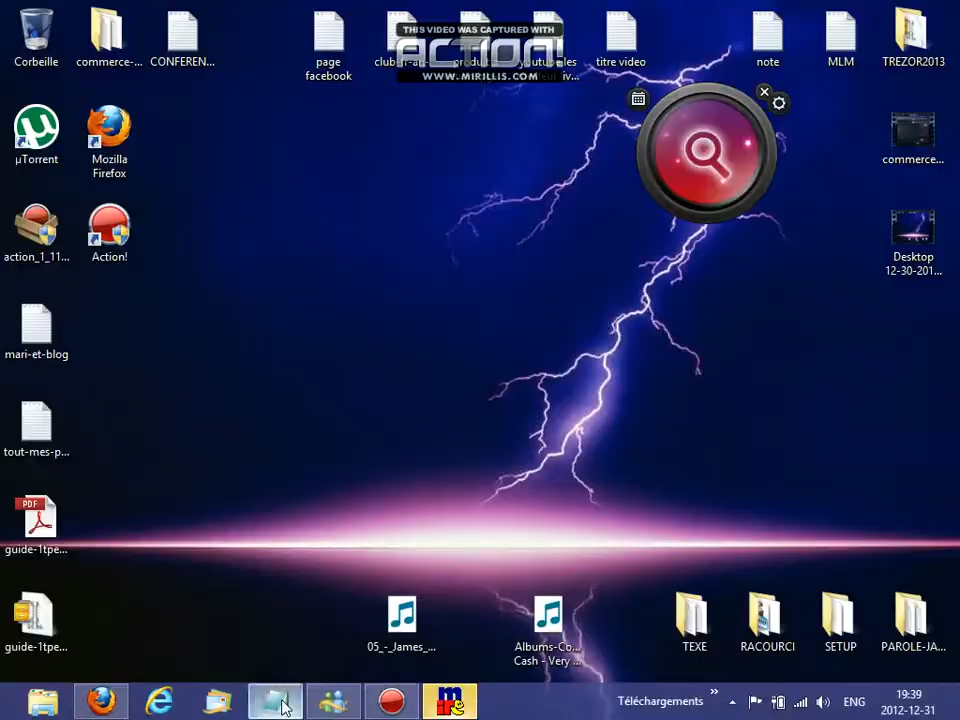 THIS VIDEO WAS CAPTURED WITH
ACTION!
WWW.MIRILLIS.COM
Corbeille
commerce-...
CONFEREN...
page
facebook
titre video
note
MLM
TREZOR2013
µTorrent
Mozilla
Firefox
commerce...
action_1_11...
Action!
Desktop
12-30-201...
mari-et-blog
tout-mes-p...
PDF
guide-1tpe...
guide-1tpe...
05_-_James_...
Albums-Co...
Cash - Very ...
TEXE
RACOURCI
SETUP
PAROLE-JA...
Téléchargements
ENG
19:39
2012-12-31